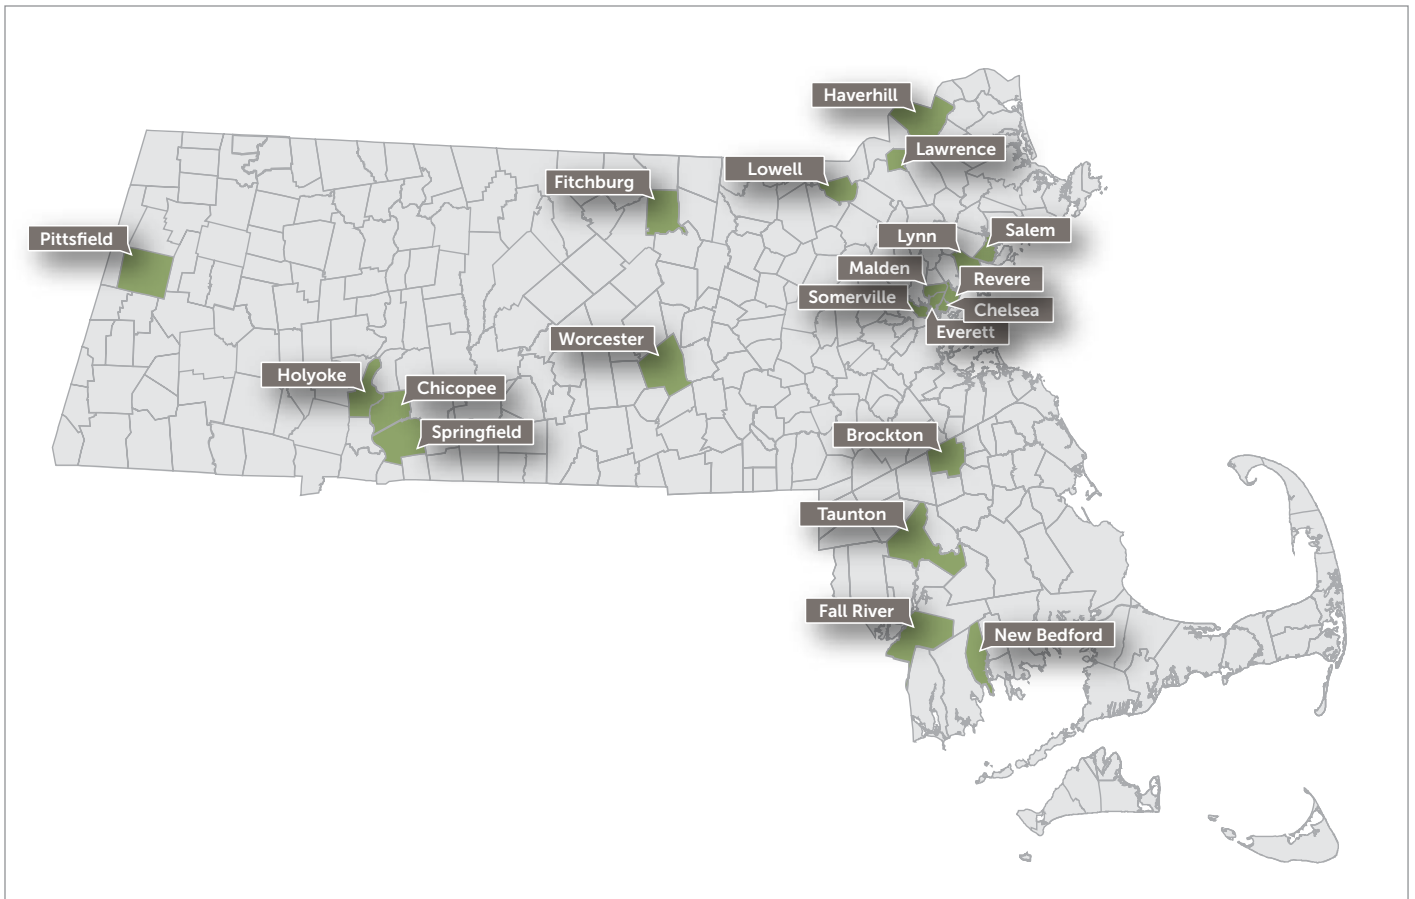 Haverhill
Lawrence
Lowell
Fitchburg
Salem
Lynn
Pittsfield
Malden
Revere
Somerville
Chelsea
Everett
Worcester
Holyoke
Chicopee
Springfield
Brockton
Taunton
Fall River
New Bedford